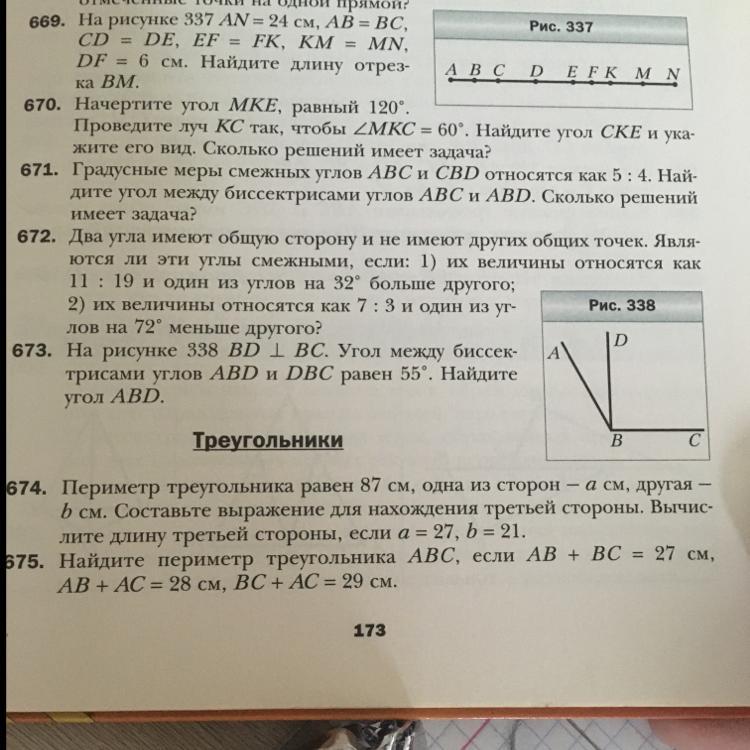 отмеченные точки на одной прямой?
669. На рисунке 337 AN = 24 см, AB = BC,
CD = DE, EF = FK, KM = MN,
DF = 6 см. Найдите длину отрез-
ка BM.
Рис. 337
A B C D E F K M N
670. Начертите угол MKE, равный 120°.
Проведите луч KC так, чтобы ∠MKC = 60°. Найдите угол CKE и ука-
жите его вид. Сколько решений имеет задача?
671. Градусные меры смежных углов ABC и CBD относятся как 5 : 4. Най-
дите угол между биссектрисами углов ABC и ABD. Сколько решений
имеет задача?
672. Два угла имеют общую сторону и не имеют других общих точек. Явля-
ются ли эти углы смежными, если: 1) их величины относятся как
11 : 19 и один из углов на 32° больше другого;
2) их величины относятся как 7 : 3 и один из уг-
лов на 72° меньше другого?
673. На рисунке 338 BD ⊥ BC. Угол между биссек-
трисами углов ABD и DBC равен 55°. Найдите
угол ABD.
Рис. 338
A
D
B
C
Треугольники
674. Периметр треугольника равен 87 см, одна из сторон – a см, другая –
b см. Составьте выражение для нахождения третьей стороны. Вычис-
лите длину третьей стороны, если a = 27, b = 21.
675. Найдите периметр треугольника ABC, если AB + BC = 27 см,
AB + AC = 28 см, BC + AC = 29 см.
173